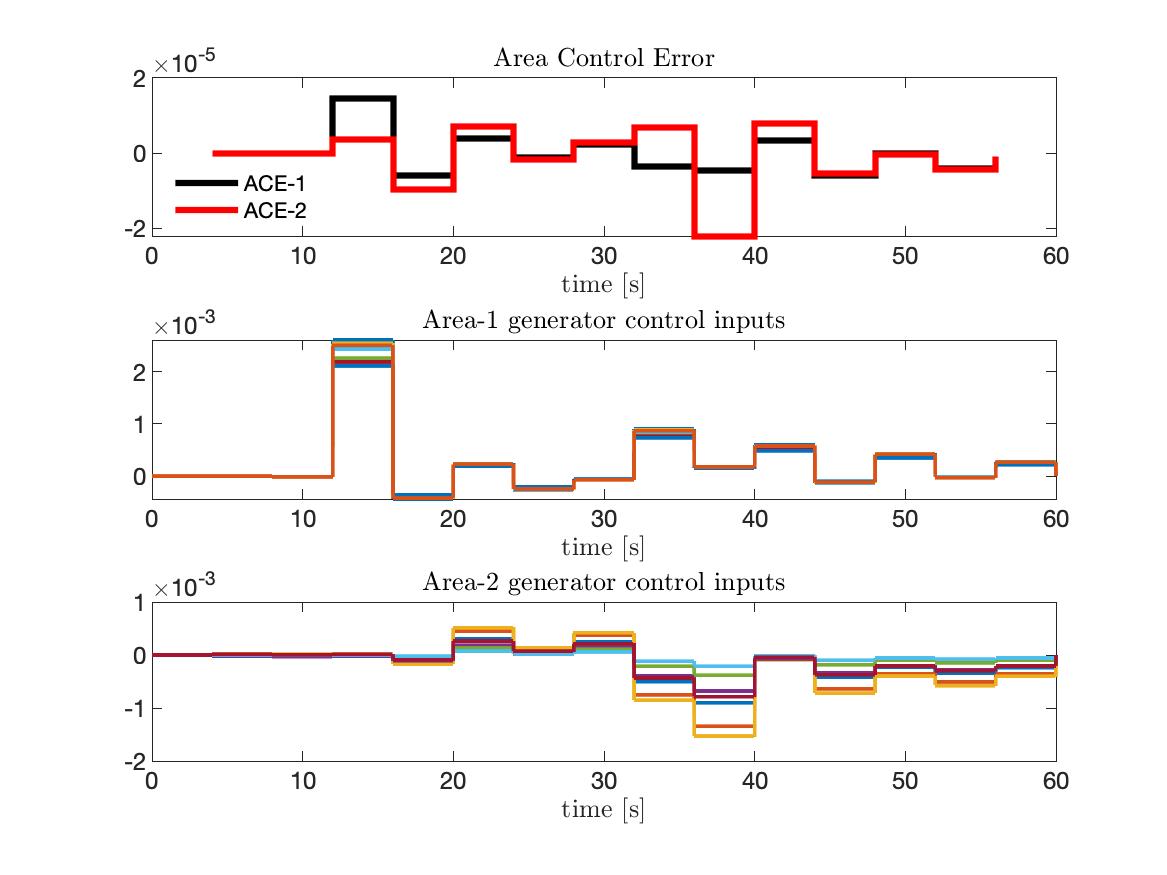 Area Control Error
×10-5
2
0
-2
ACE-1
ACE-2
0 10 20 30 40 50 60
time [s]
Area-1 generator control inputs
×10-3
2
1
0
0 10 20 30 40 50 60
time [s]
Area-2 generator control inputs
×10-3
1
0
-1
-2
0 10 20 30 40 50 60
time [s]